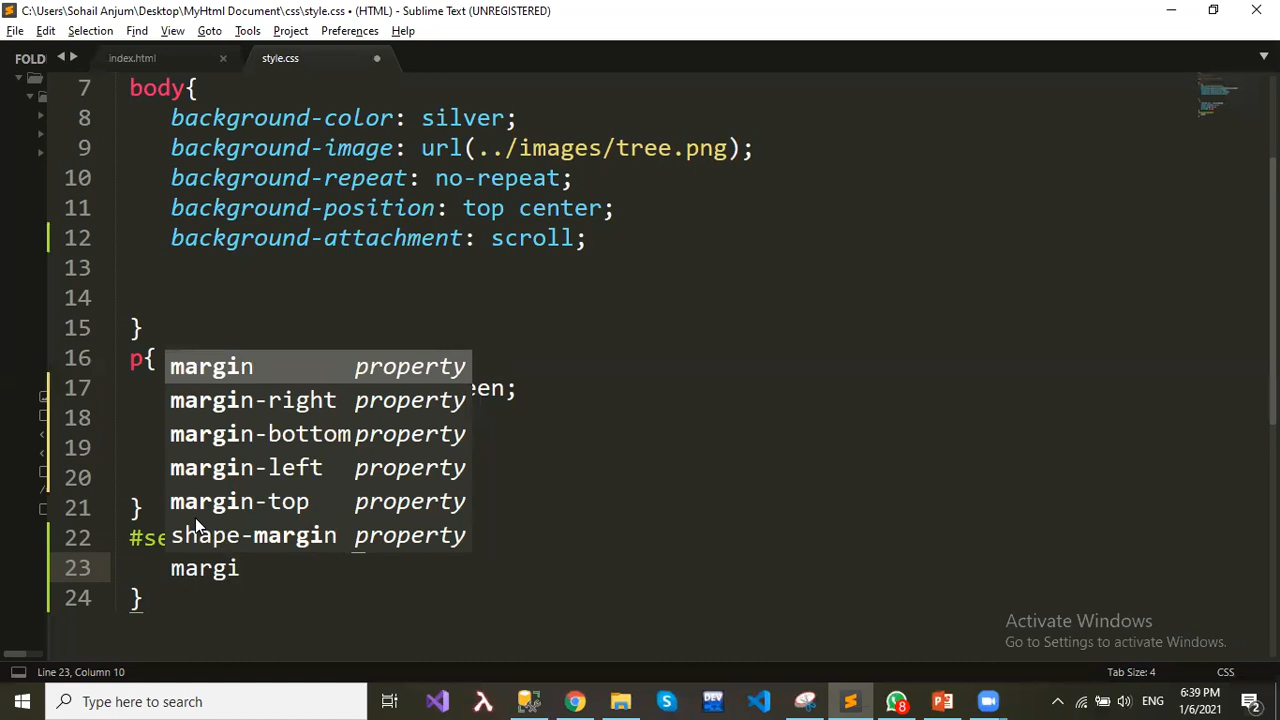 C:\Users\Sohail Anjum\Desktop\MyHtml Document\css\style.css • (HTML) - Sublime Text (UNREGISTERED)
File Edit Selection Find View Goto Tools Project Preferences Help
FOLD
index.html
style.css
7 body{
8 background-color: silver;
9 background-image: url(../images/tree.png);
10 background-repeat: no-repeat;
11 background-position: top center;
12 background-attachment: scroll;
13
14
15 }
16 p{
margin property
17 een;
margin-right property
18
margin-bottom property
19
margin-left property
20
margin-top property
21 }
shape-margin property
22 #se
23 margi
24 }
Activate Windows
Go to Settings to activate Windows.
Line 23, Column 10
Tab Size: 4
CSS
Type here to search
DEV
8
ENG
6:39 PM
1/6/2021
2